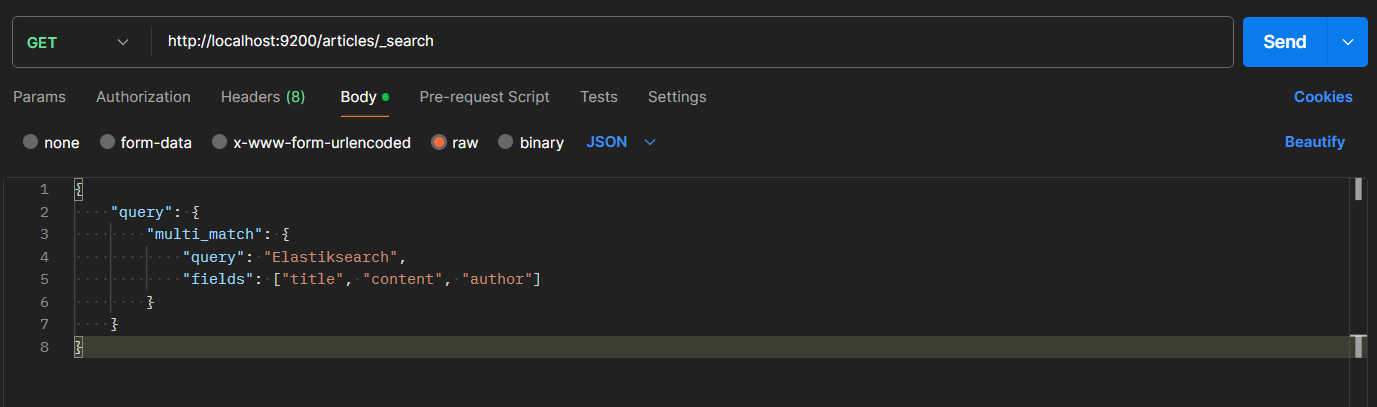 GET http://localhost:9200/articles/_search Send
Params Authorization Headers (8) Body Pre-request Script Tests Settings Cookies
none form-data x-www-form-urlencoded raw binary JSON Beautify
1 {
2 "query": {
3 "multi_match": {
4 "query": "Elastiksearch",
5 "fields": ["title", "content", "author"]
6 }
7 }
8 }